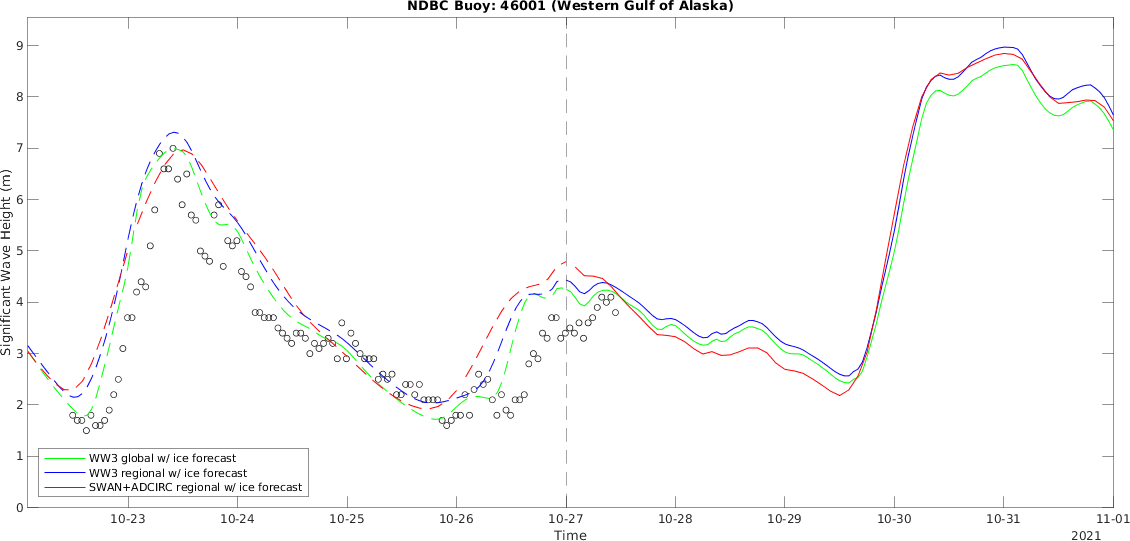 NDBC Buoy: 46001 (Western Gulf of Alaska)
Significant Wave Height (m)
9
8
7
6
5
4
3
2
1
0
WW3 global w/ ice forecast
WW3 regional w/ ice forecast
SWAN+ADCIRC regional w/ ice forecast
10-23 10-24 10-25 10-26 10-27 10-28 10-29 10-30 10-31 11-01
Time
2021